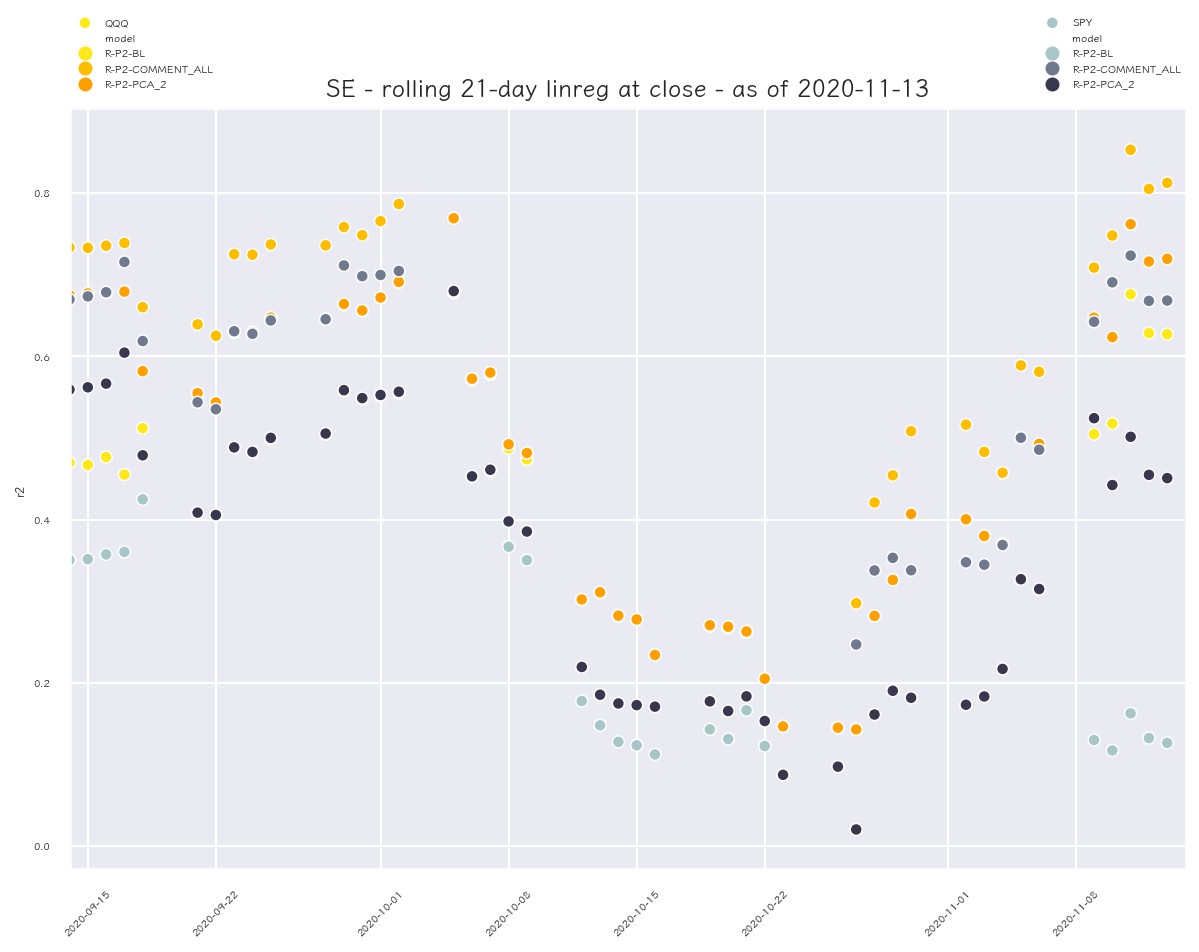 QQQ
model
R-P2-BL
R-P2-COMMENT_ALL
R-P2-PCA_2
SPY
model
R-P2-BL
R-P2-COMMENT_ALL
R-P2-PCA_2
SE - rolling 21-day linreg at close - as of 2020-11-13
r2
0.8
0.6
0.4
0.2
0.0
2020-09-15
2020-09-22
2020-10-01
2020-10-08
2020-10-15
2020-10-22
2020-11-01
2020-11-08